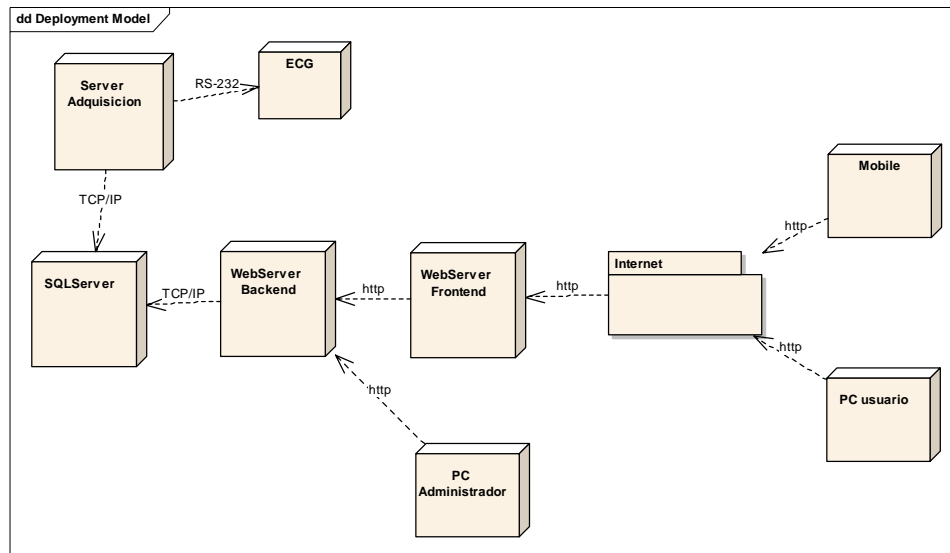 dd Deployment Model
ECG
Server
Adquisicion
RS-232
Mobile
TCP/IP
http
SQLServer
WebServer
Backend
WebServer
Frontend
Internet
TCP/IP
http
http
http
PC usuario
http
PC
Administrador